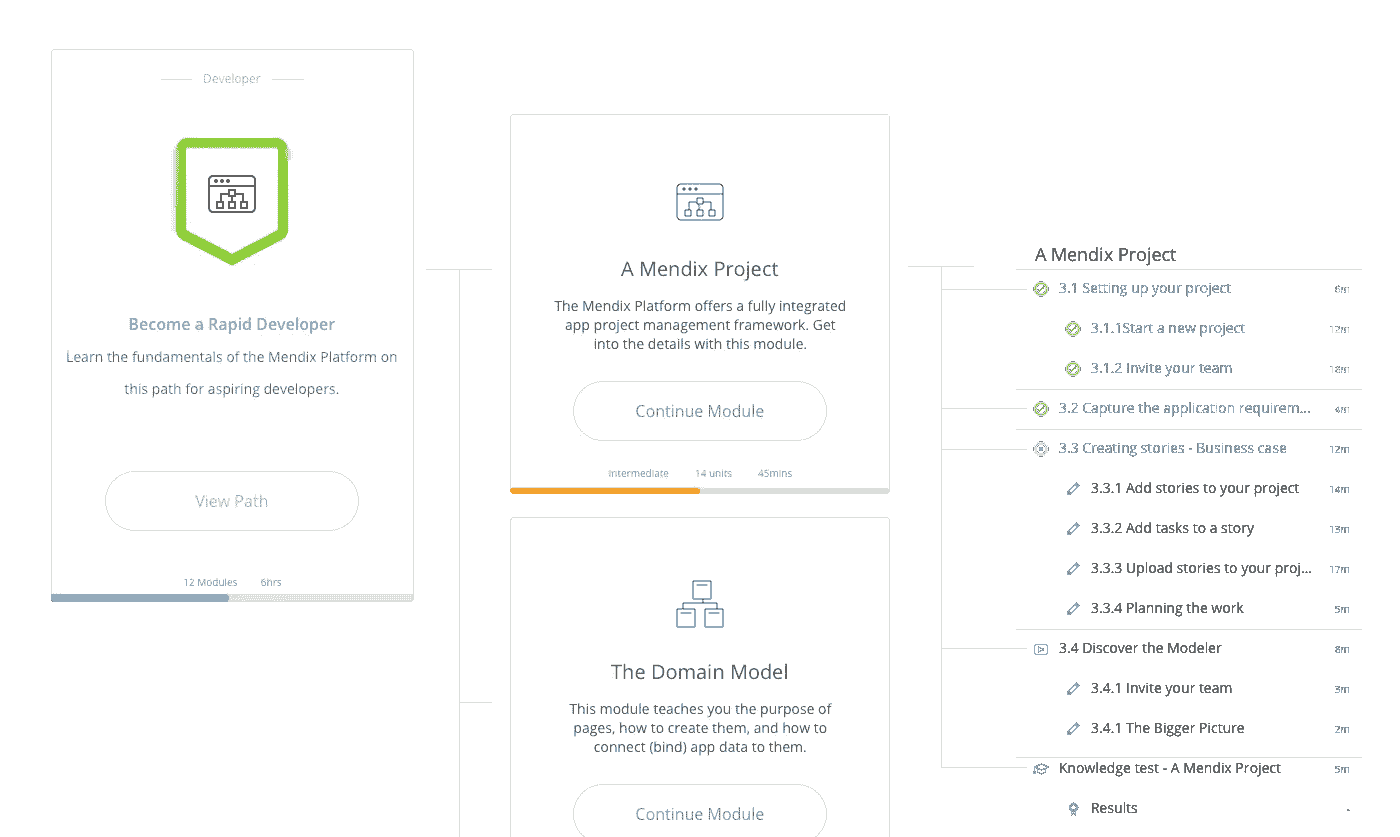 Developer
Become a Rapid Developer
Learn the fundamentals of the Mendix Platform on
this path for aspiring developers.
View Path
12 Modules 6hrs
A Mendix Project
The Mendix Platform offers a fully integrated
app project management framework. Get
into the details with this module.
Continue Module
Intermediate 14 units 45mins
The Domain Model
This module teaches you the purpose of
pages, how to create them, and how to
connect (bind) app data to them.
Continue Module
A Mendix Project
3.1 Setting up your project 6m
3.1.1Start a new project 12m
3.1.2 Invite your team 18m
3.2 Capture the application requirem... 4m
3.3 Creating stories - Business case 12m
3.3.1 Add stories to your project 14m
3.3.2 Add tasks to a story 13m
3.3.3 Upload stories to your proj... 17m
3.3.4 Planning the work 5m
3.4 Discover the Modeler 8m
3.4.1 Invite your team 3m
3.4.1 The Bigger Picture 2m
Knowledge test - A Mendix Project 5m
Results -